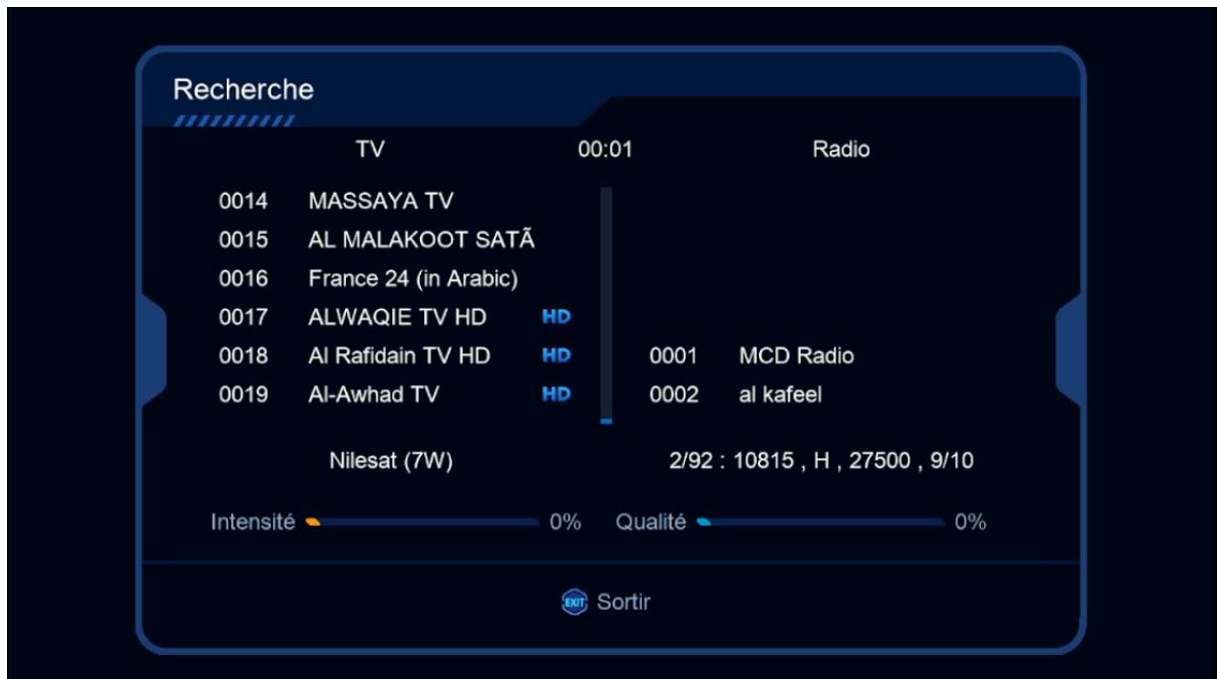 Recherche
TV 00:01 Radio
0014 MASSAYA TV
0015 AL MALAKOOT SATÃ
0016 France 24 (in Arabic)
0017 ALWAQIE TV HD HD
0018 Al Rafidain TV HD HD 0001 MCD Radio
0019 Al-Awhad TV HD 0002 al kafeel
Nilesat (7W) 2/92 : 10815 , H , 27500 , 9/10
Intensité 0% Qualité 0%
EXIT Sortir